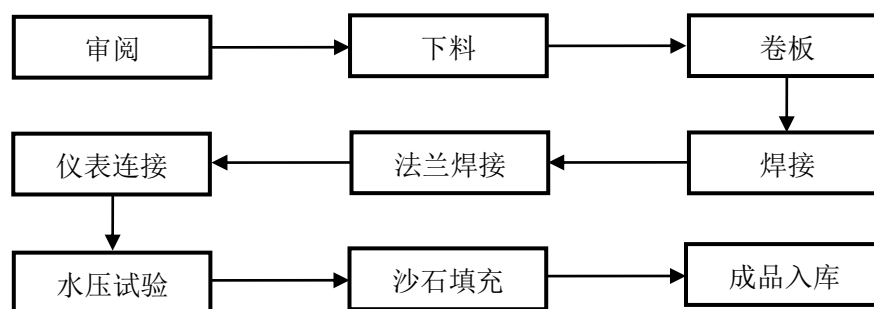 审阅
下料
卷板
焊接
法兰焊接
仪表连接
水压试验
沙石填充
成品入库